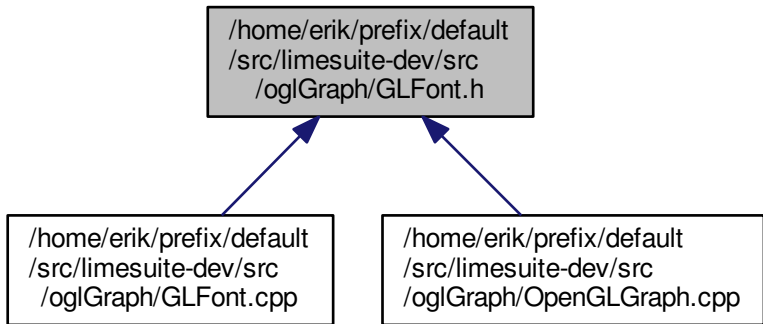 /home/erik/prefix/default
/src/limesuite-dev/src
/oglGraph/GLFont.h
/home/erik/prefix/default
/src/limesuite-dev/src
/oglGraph/GLFont.cpp
/home/erik/prefix/default
/src/limesuite-dev/src
/oglGraph/OpenGLGraph.cpp